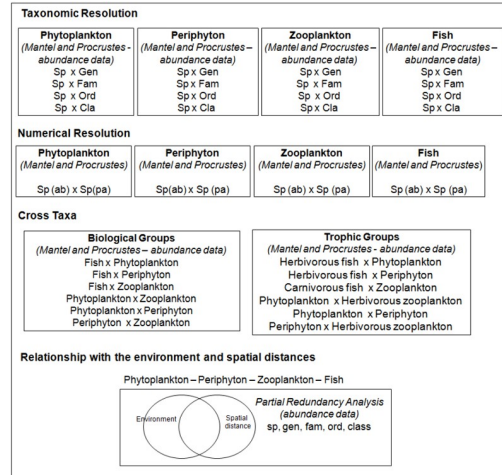 Taxonomic Resolution
Phytoplankton
(Mantel and Procrustes -
abundance data)
Sp x Gen
Sp x Fam
Sp x Ord
Sp x Cla
Periphyton
(Mantel and Procrustes –
abundance data)
Sp x Gen
Sp x Fam
Sp x Ord
Sp x Cla
Zooplankton
(Mantel and Procrustes –
abundance data)
Sp x Gen
Sp x Fam
Sp x Ord
Sp x Cla
Fish
(Mantel and Procrustes –
abundance data)
Sp x Gen
Sp x Fam
Sp x Ord
Sp x Cla
Numerical Resolution
Phytoplankton
(Mantel and Procrustes)
Sp (ab) x Sp(pa)
Periphyton
(Mantel and Procrustes)
Sp(ab) x Sp (pa)
Zooplankton
(Mantel and Procrustes)
Sp (ab) x Sp (pa)
Fish
(Mantel and Procrustes)
Sp (ab) x Sp (pa)
Cross Taxa
Biological Groups
(Mantel and Procrustes – abundance data)
Fish x Phytoplankton
Fish x Periphyton
Fish x Zooplankton
Phytoplankton x Zooplankton
Phytoplankton x Periphyton
Periphyton x Zooplankton
Trophic Groups
(Mantel and Procrustes - abundance data)
Herbivorous fish x Phytoplankton
Herbivorous fish x Periphyton
Carnivorous fish x Zooplankton
Phytoplankton x Herbivorous zooplankton
Phytoplankton x Periphyton
Periphyton x Herbivorous zooplankton
Relationship with the environment and spatial distances
Phytoplankton – Periphyton – Zooplankton – Fish
Environment
Spatial
distance
Partial Redundancy Analysis
(abundance data)
sp, gen, fam, ord, class